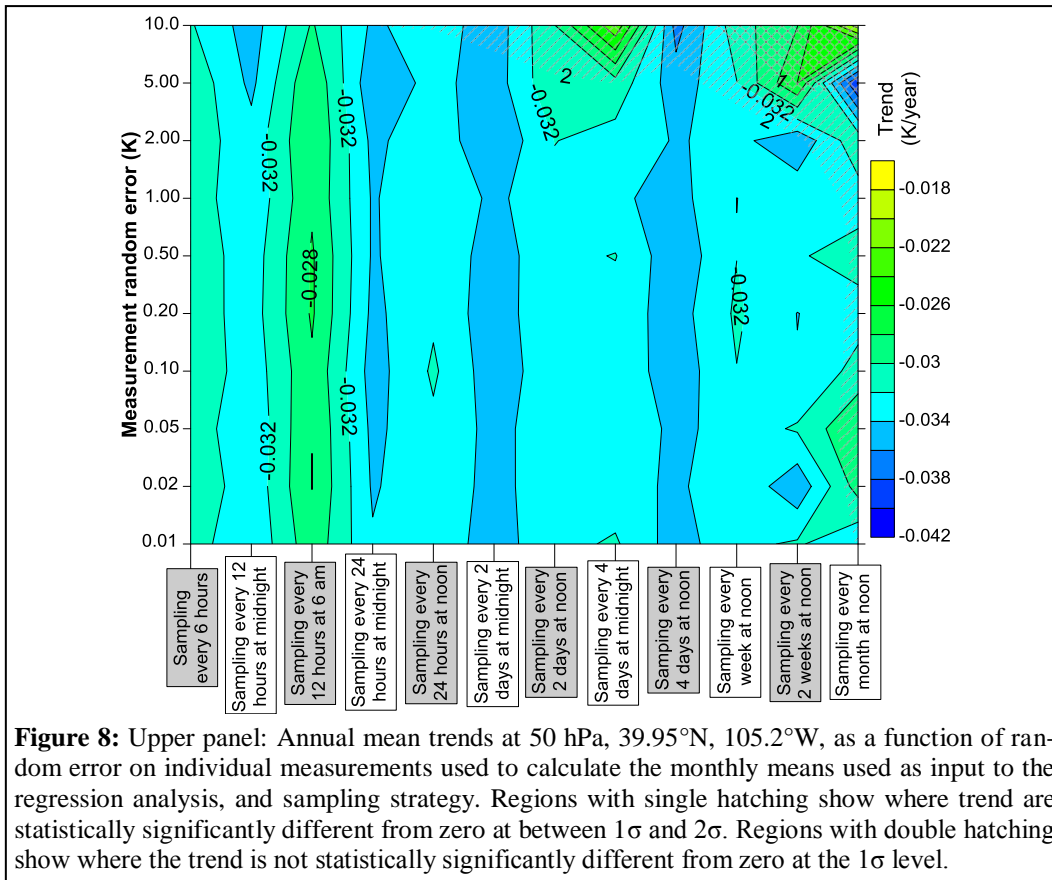 10.0
5.00
2.00
1.00
0.50
0.20
0.10
0.05
0.02
0.01
Measurement random error (K)
-0.032
-0.032
-0.032
-0.032
-0.028
-0.032
2
-0.032
1
2
-0.032
Trend
(K/year)
-0.018
-0.022
-0.026
-0.03
-0.034
-0.038
-0.042
Sampling
every 6 hours
Sampling every 12
hours at midnight
Sampling every
12 hours at 6 am
Sampling every 24
hours at midnight
Sampling every
24 hours at noon
Sampling every 2
days at midnight
Sampling every
2 days at noon
Sampling every 4
days at midnight
Sampling every
4 days at noon
Sampling every
week at noon
Sampling every
2 weeks at noon
Sampling every
month at noon
Figure 8: Upper panel: Annual mean trends at 50 hPa, 39.95°N, 105.2°W, as a function of ran-
dom error on individual measurements used to calculate the monthly means used as input to the
regression analysis, and sampling strategy. Regions with single hatching show where trend are
statistically significantly different from zero at between 1σ and 2σ. Regions with double hatching
show where the trend is not statistically significantly different from zero at the 1σ level.